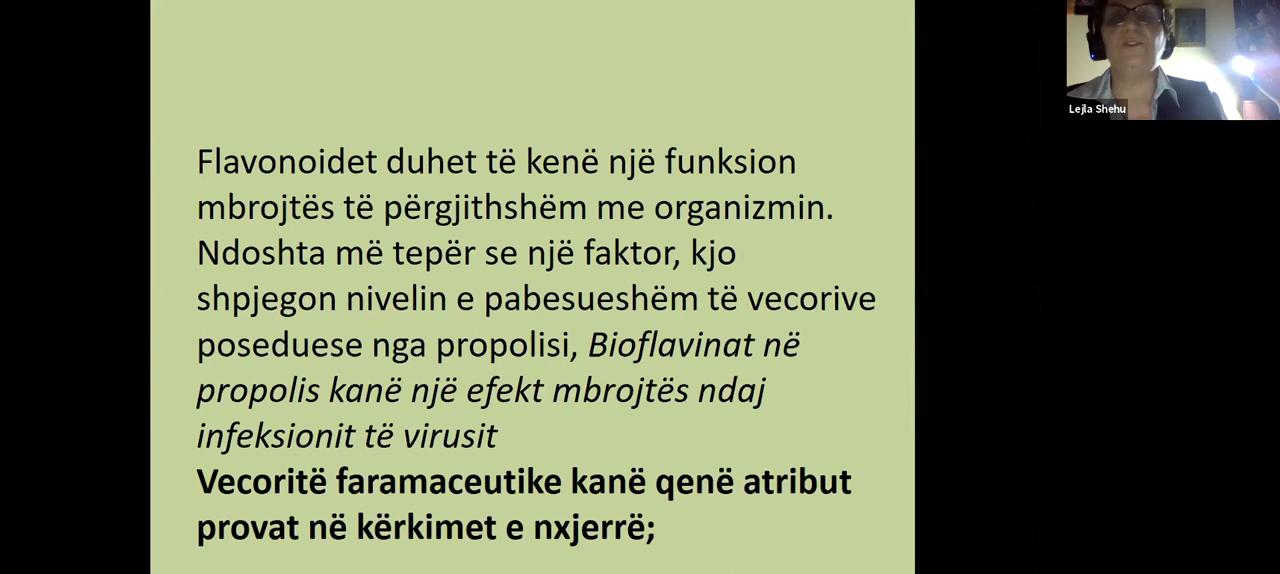 Flavonoidet duhet të kenë një funksion
mbrojtës të përgjithshëm me organizmin.
Ndoshta më tepër se një faktor, kjo
shpjegon nivelin e pabesueshëm të vecorive
poseduese nga propolisi, Bioflavinat në
propolis kanë një efekt mbrojtës ndaj
infeksionit të virusit
Vecoritë faramaceutike kanë qenë atribut
provat në kërkimet e nxjerrë;
Lejla Shehu